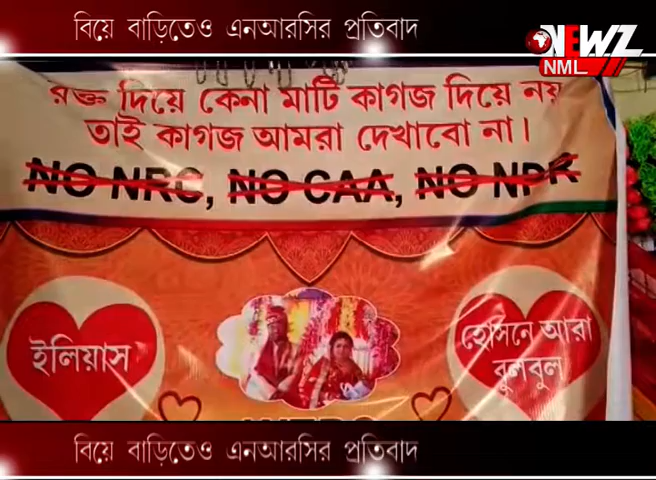 বিয়ে বাড়িতেও এনআরসির প্রতিবাদ
NEWZ
NML
রক্ত দিয়ে কেনা মাটি কাগজ দিয়ে নয়
তাই কাগজ আমরা দেখাবো না।
NO NRC, NO CAA, NO NPR
ইলিয়াস
হোসনে আরা
বুলবুল
বিয়ে বাড়িতেও এনআরসির প্রতিবাদ